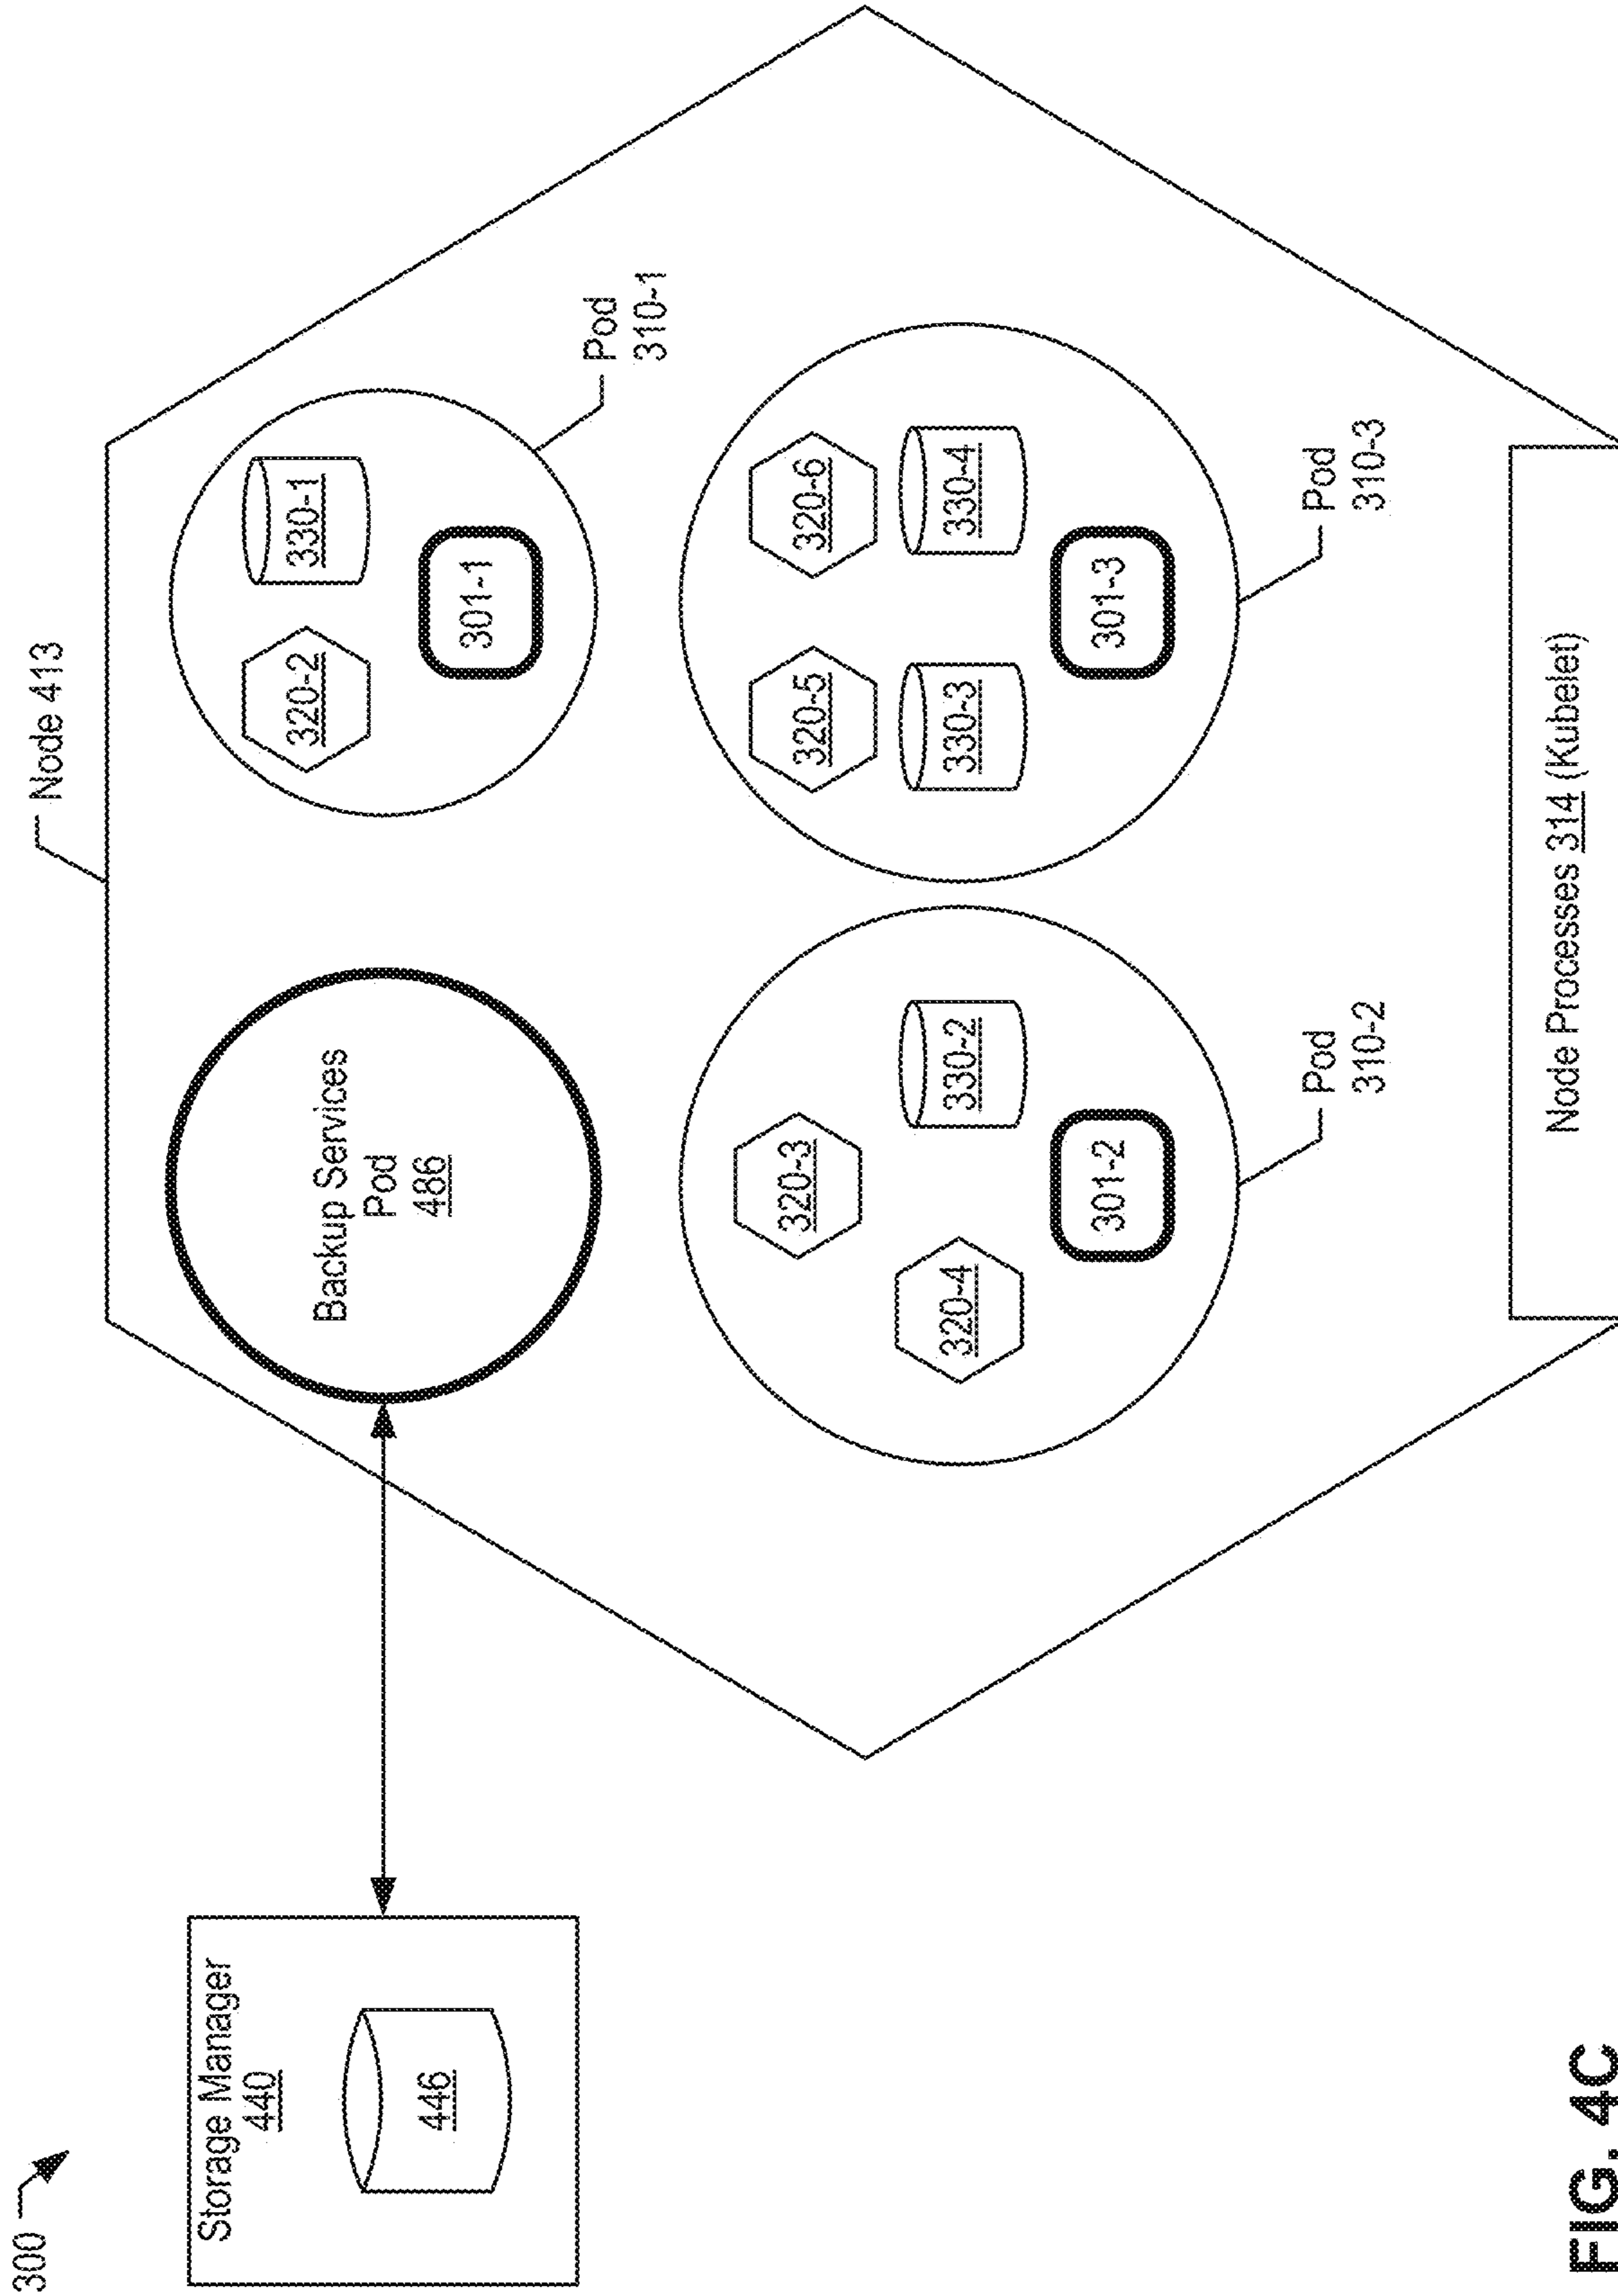 300
Storage Manager
440
446
Node 413
Backup Services
Pod
486
320-2
330-1
301-1
Pod
310-1
320-3
320-4
330-2
301-2
Pod
310-2
320-5
320-6
330-3
330-4
301-3
Pod
310-3
Node Processes 314 (Kubelet)
FIG. 4C